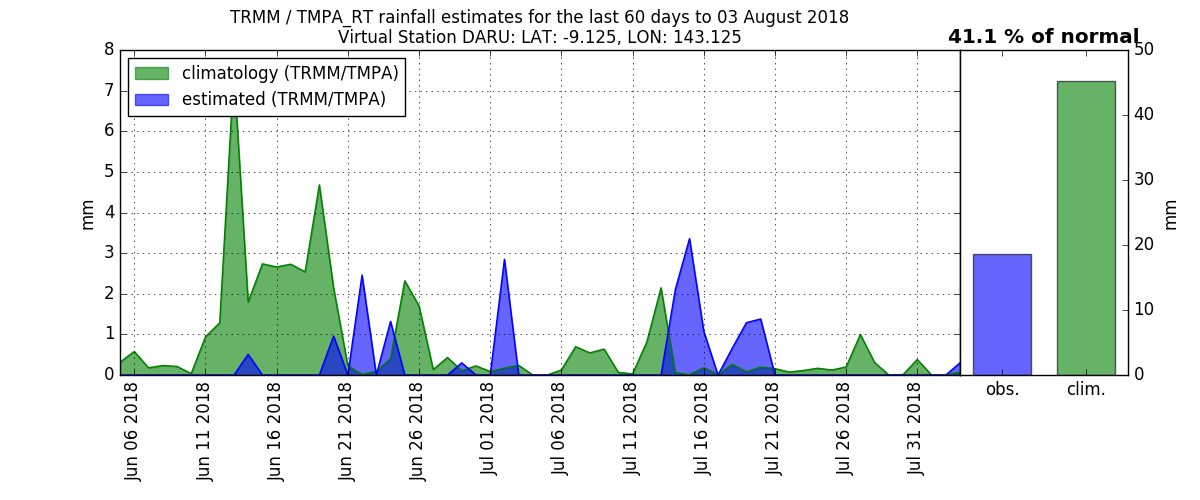 TRMM / TMPA_RT rainfall estimates for the last 60 days to 03 August 2018
Virtual Station DARU: LAT: -9.125, LON: 143.125
41.1 % of normal
climatology (TRMM/TMPA)
estimated (TRMM/TMPA)
8
7
6
5
4
3
2
1
0
mm
Jun 06 2018
Jun 11 2018
Jun 16 2018
Jun 21 2018
Jun 26 2018
Jul 01 2018
Jul 06 2018
Jul 11 2018
Jul 16 2018
Jul 21 2018
Jul 26 2018
Jul 31 2018
obs.
clim.
50
40
30
20
10
0
mm